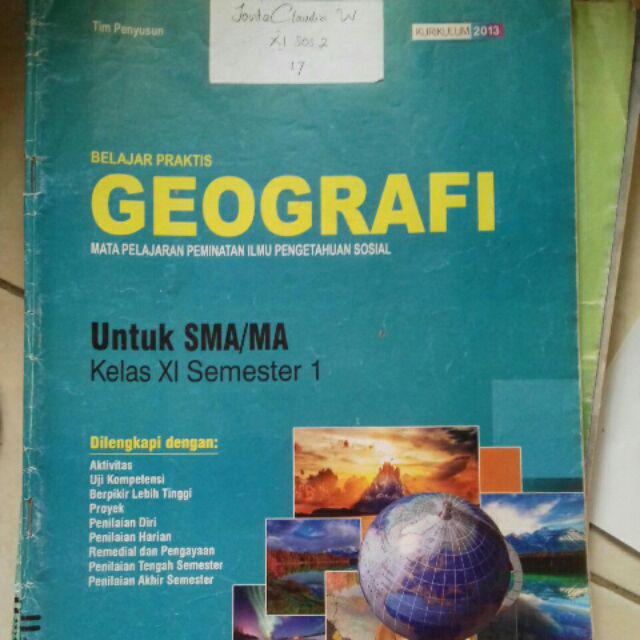 Tim Penyusun
Jovita Claudia W
XI SOS 2
17
KURIKULUM 2013
BELAJAR PRAKTIS
GEOGRAFI
MATA PELAJARAN PEMINATAN ILMU PENGETAHUAN SOSIAL
Untuk SMA/MA
Kelas XI Semester 1
Dilengkapi dengan:
Aktivitas
Uji Kompetensi
Berpikir Lebih Tinggi
Proyek
Penilaian Diri
Penilaian Harian
Remedial dan Pengayaan
Penilaian Tengah Semester
Penilaian Akhir Semester